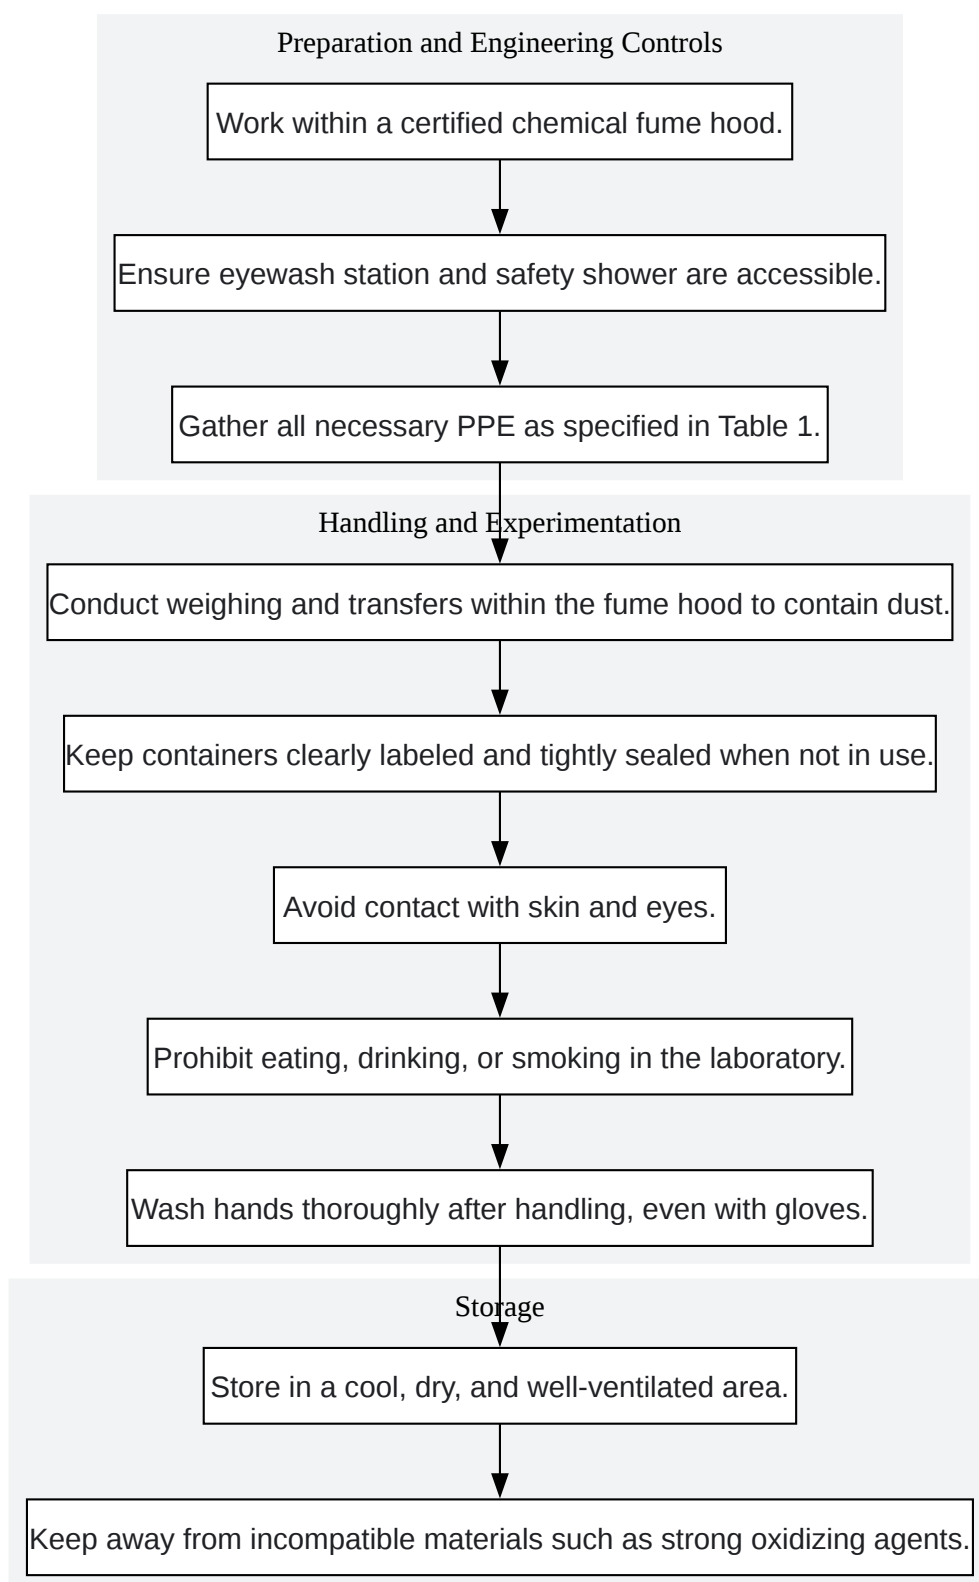 Preparation and Engineering Controls
Work within a certified chemical fume hood.
Ensure eyewash station and safety shower are accessible.
Gather all necessary PPE as specified in Table 1.
Handling and Experimentation
Conduct weighing and transfers within the fume hood to contain dust.
Keep containers clearly labeled and tightly sealed when not in use.
Avoid contact with skin and eyes.
Prohibit eating, drinking, or smoking in the laboratory.
Wash hands thoroughly after handling, even with gloves.
Storage
Store in a cool, dry, and well-ventilated area.
Keep away from incompatible materials such as strong oxidizing agents.